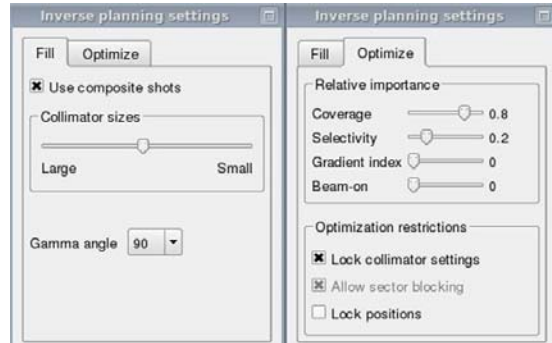 Inverse planning settings
Fill Optimize
Use composite shots
Collimator sizes
Large Small
Gamma angle 90
Inverse planning settings
Fill Optimize
Relative importance
Coverage 0.8
Selectivity 0.2
Gradient index 0
Beam-on 0
Optimization restrictions
Lock collimator settings
Allow sector blocking
Lock positions